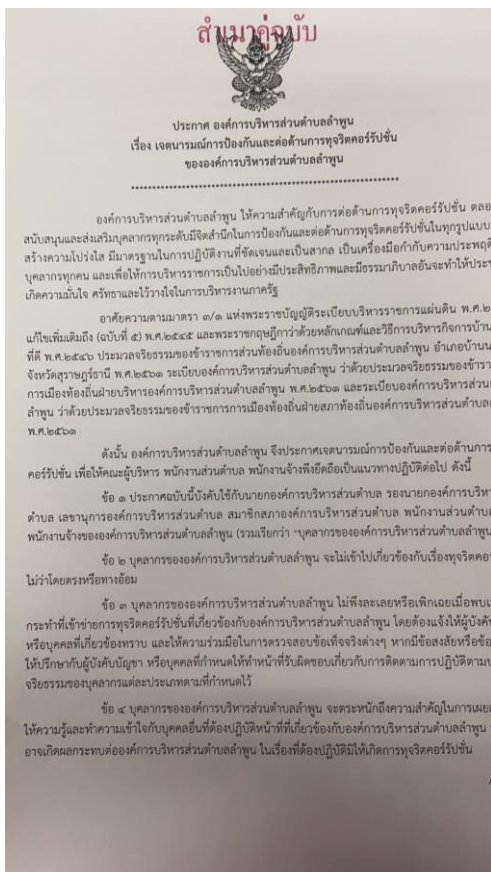 สำเนาคู่ฉบับ
ประกาศ องค์การบริหารส่วนตำบลลำพูน
เรื่อง เจตนารมณ์การป้องกันและต่อต้านการทุจริตคอร์รัปชั่น
ขององค์การบริหารส่วนตำบลลำพูน
องค์การบริหารส่วนตำบลลำพูน ให้ความสำคัญกับการต่อต้านการทุจริตคอร์รัปชั่น ตลอ
สนับสนุนและส่งเสริมบุคลากรทุกระดับมีจิตสำนึกในการป้องกันและต่อต้านการทุจริตคอร์รัปชั่นในทุกรูปแบบ
สร้างความโปร่งใส มีมาตรฐานในการปฏิบัติงานที่ชัดเจนและเป็นสากล เป็นเครื่องมือกำกับความประพฤติ
บุคลากรทุกคน และเพื่อให้การบริหารราชการเป็นไปอย่างมีประสิทธิภาพและมีธรรมาภิบาลอันจะทำให้ประช
เกิดความมั่นใจ ศรัทธาและไว้วางใจในการบริหารงานภาครัฐ
อาศัยความตามมาตรา ๓/๑ แห่งพระราชบัญญัติระเบียบบริหารราชการแผ่นดิน พ.ศ.๒
แก้ไขเพิ่มเติมถึง (ฉบับที่ ๕) พ.ศ.๒๕๔๕ และพระราชกฤษฎีกาว่าด้วยหลักเกณฑ์และวิธีการบริหารกิจการบ้าน
ที่ดี พ.ศ.๒๕๔๖ ประมวลจริยธรรมของข้าราชการส่วนท้องถิ่นองค์การบริหารส่วนตำบลลำพูน อำเภอบ้านน
จังหวัดสุราษฎร์ธานี พ.ศ.๒๕๖๑ ระเบียบองค์การบริหารส่วนตำบลลำพูน ว่าด้วยประมวลจริยธรรมของข้ารา
การเมืองท้องถิ่นฝ่ายบริหารองค์การบริหารส่วนตำบลลำพูน พ.ศ.๒๕๖๑ และระเบียบองค์การบริหารส่วน
ลำพูน ว่าด้วยประมวลจริยธรรมของข้าราชการการเมืองท้องถิ่นฝ่ายสภาท้องถิ่นองค์การบริหารส่วนตำบล
พ.ศ.๒๕๖๑
ดังนั้น องค์การบริหารส่วนตำบลลำพูน จึงประกาศเจตนารมณ์การป้องกันและต่อต้านการ
คอร์รัปชั่น เพื่อให้คณะผู้บริหาร พนักงานส่วนตำบล พนักงานจ้างพึงยึดถือเป็นแนวทางปฏิบัติต่อไป ดังนี้
ข้อ ๑ ประกาศฉบับนี้บังคับใช้กับนายกองค์การบริหารส่วนตำบล รองนายกองค์การบริห
ตำบล เลขานุการองค์การบริหารส่วนตำบล สมาชิกสภาองค์การบริหารส่วนตำบล พนักงานส่วนตำบ
พนักงานจ้างขององค์การบริหารส่วนตำบลลำพูน (รวมเรียกว่า "บุคลากรขององค์การบริหารส่วนตำบลลำพูน
ข้อ ๒ บุคลากรขององค์การบริหารส่วนตำบลลำพูน จะไม่เข้าไปเกี่ยวข้องกับเรื่องทุจริตคอ
ไม่ว่าโดยตรงหรือทางอ้อม
ข้อ ๓ บุคลากรขององค์การบริหารส่วนตำบลลำพูน ไม่พึงละเลยหรือเพิกเฉยเมื่อพบเ
กระทำที่เข้าข่ายการทุจริตคอร์รัปชั่นที่เกี่ยวข้องกับองค์การบริหารส่วนตำบลลำพูน โดยต้องแจ้งให้ผู้บังคั
หรือบุคคลที่เกี่ยวข้องทราบ และให้ความร่วมมือในการตรวจสอบข้อเท็จจริงต่างๆ หากมีข้อสงสัยหรือข้อ
ให้ปรึกษากับผู้บังคับบัญชา หรือบุคคลที่กำหนดให้ทำหน้าที่รับผิดชอบเกี่ยวกับการติดตามการปฏิบัติตาม
จริยธรรมของบุคลากรแต่ละประเภทตามที่กำหนดไว้
ข้อ ๔ บุคลากรขององค์การบริหารส่วนตำบลลำพูน จะตระหนักถึงความสำคัญในการเผย
ให้ความรู้และทำความเข้าใจกับบุคคลอื่นที่ต้องปฏิบัติหน้าที่ที่เกี่ยวข้องกับองค์การบริหารส่วนตำบลลำพูน
อาจเกิดผลกระทบต่อองค์การบริหารส่วนตำบลลำพูน ในเรื่องที่ต้องปฏิบัติมิให้เกิดการทุจริตคอร์รัปชั่น